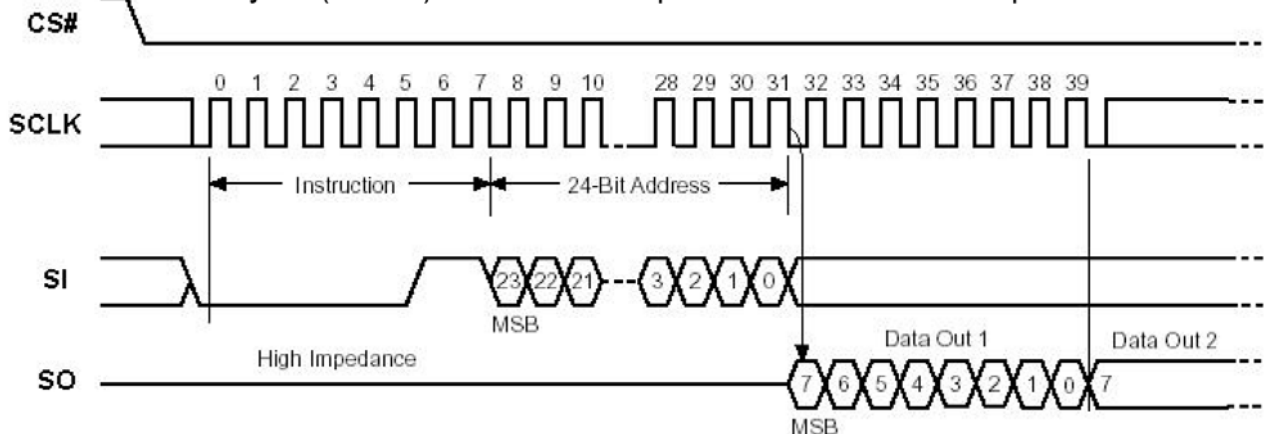 CS#
0 1 2 3 4 5 6 7 8 9 10 28 29 30 31 32 33 34 35 36 37 38 39
SCLK
Instruction 24-Bit Address
SI 23 22 21 3 2 1 0
MSB
High Impedance Data Out 1 Data Out 2
SO 7 6 5 4 3 2 1 0 7
MSB